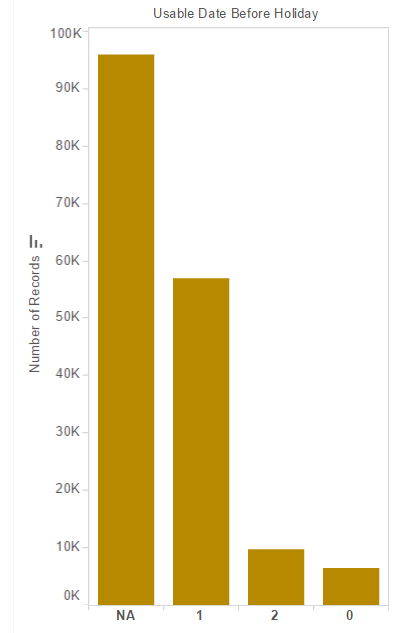 Usable Date Before Holiday
100K
90K
80K
70K
60K
50K
40K
30K
20K
10K
0K
Number of Records
NA 1 2 0